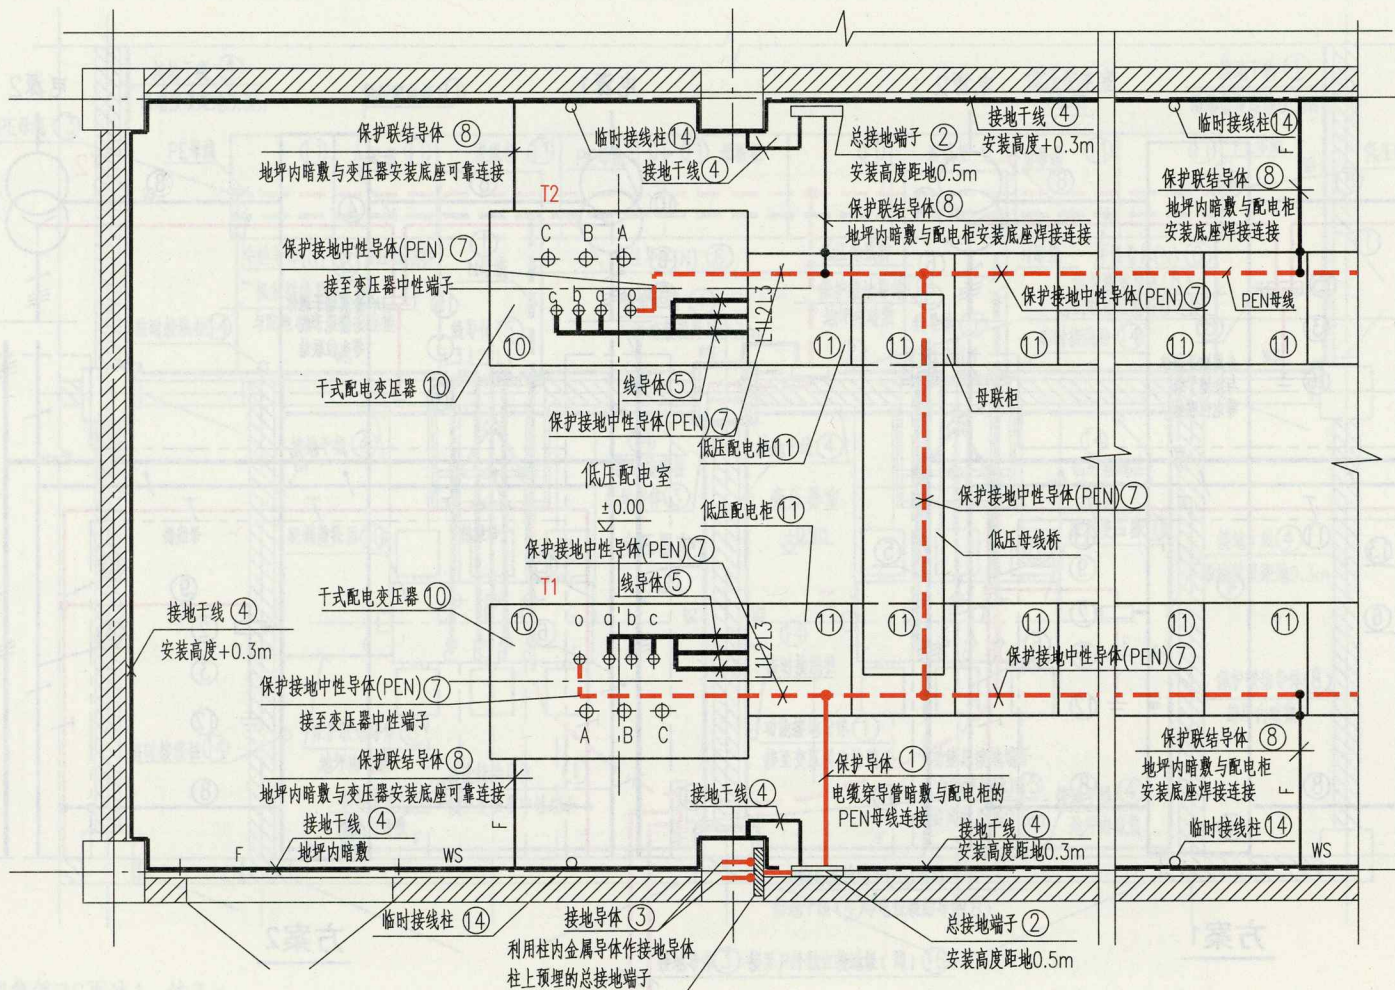 保护联结导体⑧
地坪内暗敷与变压器安装底座可靠连接
临时接线柱⑭
接地干线④
总接地端子②
安装高度距地0.5m
接地干线④
安装高度+0.3m
临时接线柱⑭
F
保护联结导体⑧
地坪内暗敷与配电柜
安装底座焊接连接
保护联结导体⑧
地坪内暗敷与配电柜安装底座焊接连接
T2
C B A
保护接地中性导体(PEN)⑦
接至变压器中性端子
c b a o
L1L2L3
保护接地中性导体(PEN)⑦
PEN母线
⑩
⑪ ⑪ ⑪ ⑪ ⑪
干式配电变压器⑩
线导体⑤
保护接地中性导体(PEN)⑦
母联柜
低压配电柜⑪
低压配电室
±0.00
低压配电柜⑪
保护接地中性导体(PEN)⑦
低压母线桥
保护接地中性导体(PEN)⑦
T1
线导体⑤
干式配电变压器⑩
接地干线④
安装高度+0.3m
⑩
o a b c
L1L2L3
⑪ ⑪ ⑪ ⑪ ⑪
保护接地中性导体(PEN)⑦
接至变压器中性端子
保护接地中性导体(PEN)⑦
A B C
保护联结导体⑧
地坪内暗敷与变压器安装底座可靠连接
保护导体①
电缆穿导管暗敷与配电柜的
PEN母线连接
保护联结导体⑧
地坪内暗敷与配电柜
安装底座焊接连接
F
接地干线④
接地干线④
地坪内暗敷
F
F
WS
接地干线④
安装高度距地0.3m
临时接线柱⑭
WS
临时接线柱⑭
接地导体③
利用柱内金属导体作接地导体
柱上预埋的总接地端子
总接地端子②
安装高度距地0.5m